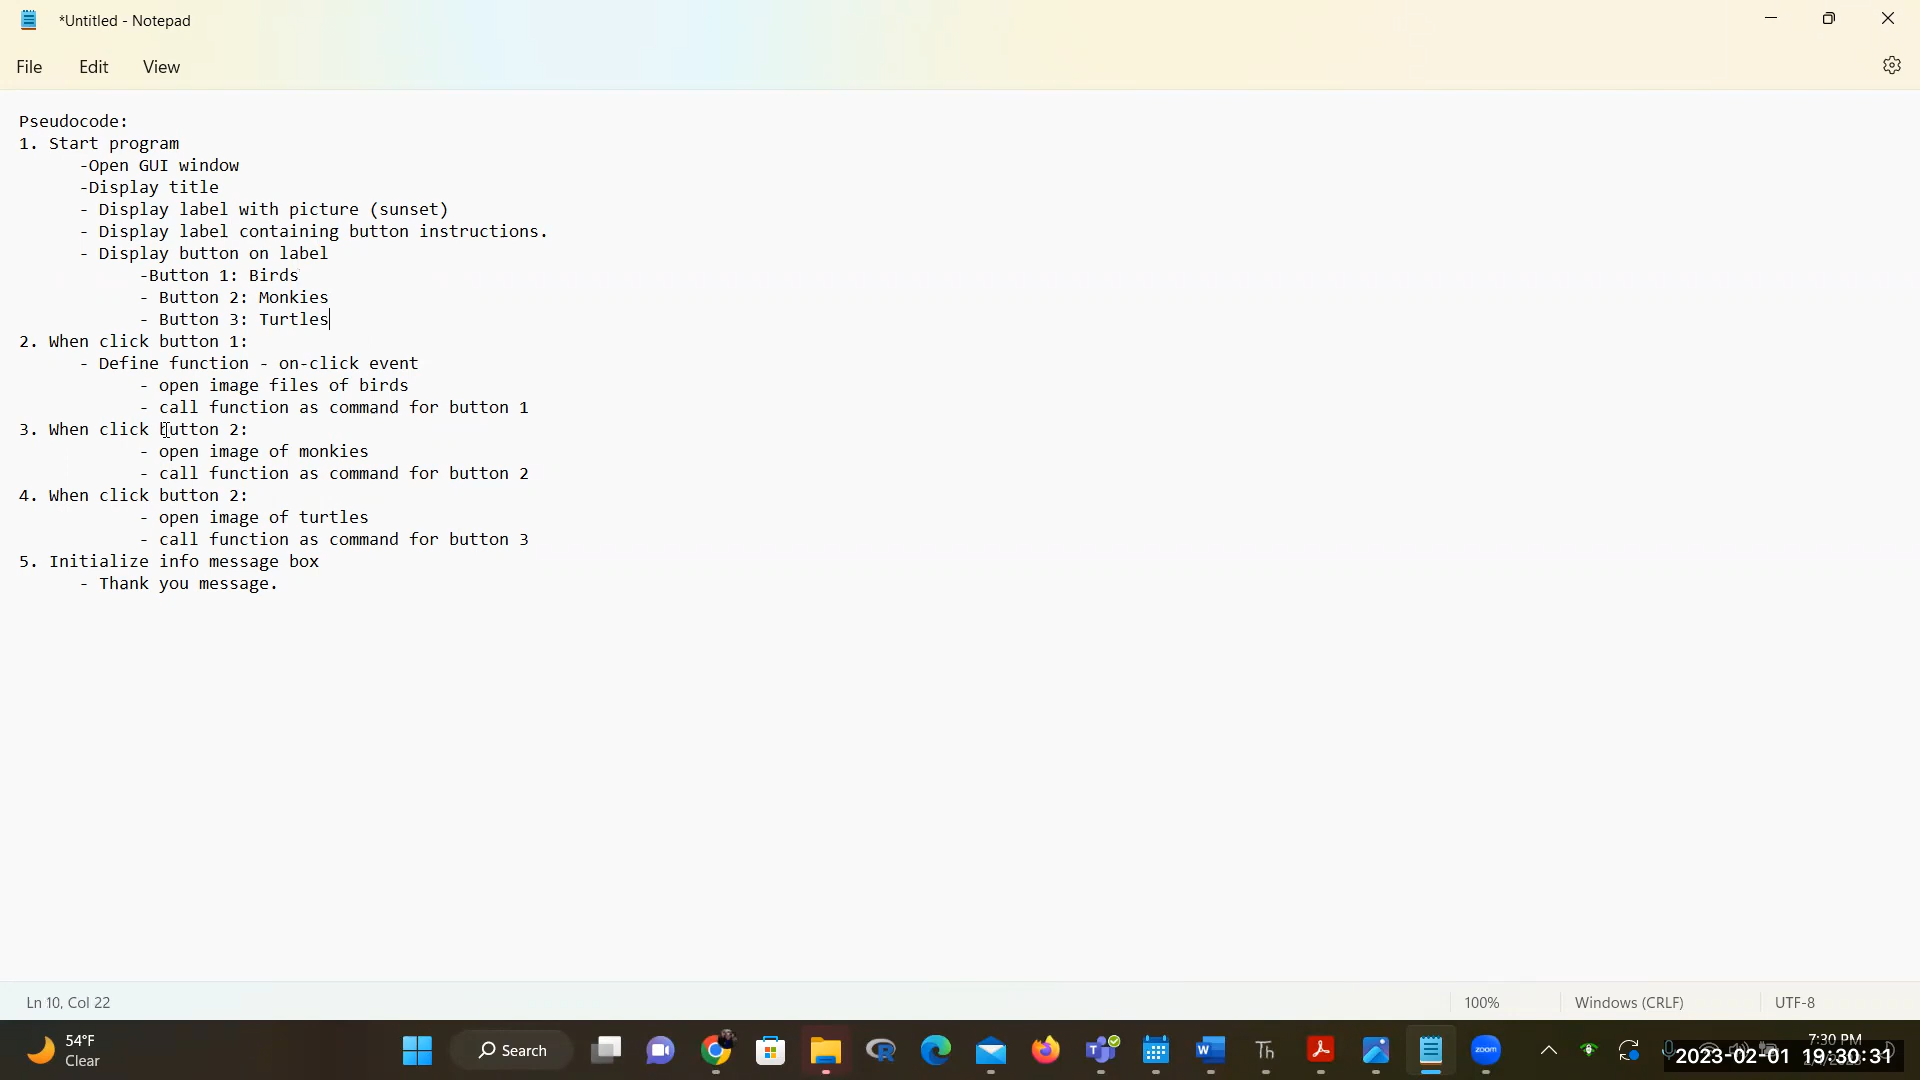 *Untitled - Notepad
File Edit View
Pseudocode:
1. Start program
-Open GUI window
-Display title
- Display label with picture (sunset)
- Display label containing button instructions.
- Display button on label
-Button 1: Birds
- Button 2: Monkies
- Button 3: Turtles
2. When click button 1:
- Define function - on-click event
- open image files of birds
- call function as command for button 1
3. When click button 2:
- open image of monkies
- call function as command for button 2
4. When click button 2:
- open image of turtles
- call function as command for button 3
5. Initialize info message box
- Thank you message.
Ln 10, Col 22 100% Windows (CRLF) UTF-8
54°F
Clear
Search
Th
zoom
7:30 PM
2023-02-01 19:30:31